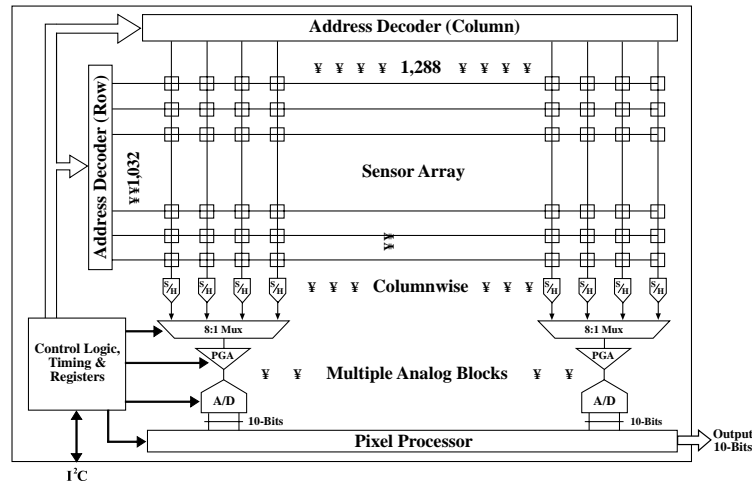 Address Decoder (Column)
¥ ¥ ¥ ¥ 1,288 ¥ ¥ ¥ ¥
Address Decoder (Row)
¥¥1,032
Sensor Array
¥¥
S/H S/H S/H S/H ¥ ¥ ¥ ¥ Columnwise ¥ ¥ ¥ S/H S/H S/H S/H
8:1 Mux 8:1 Mux
Control Logic,
Timing &
Registers
PGA PGA
¥ ¥ Multiple Analog Blocks ¥ ¥
A/D A/D
10-Bits 10-Bits
Pixel Processor
Output
10-Bits
I²C